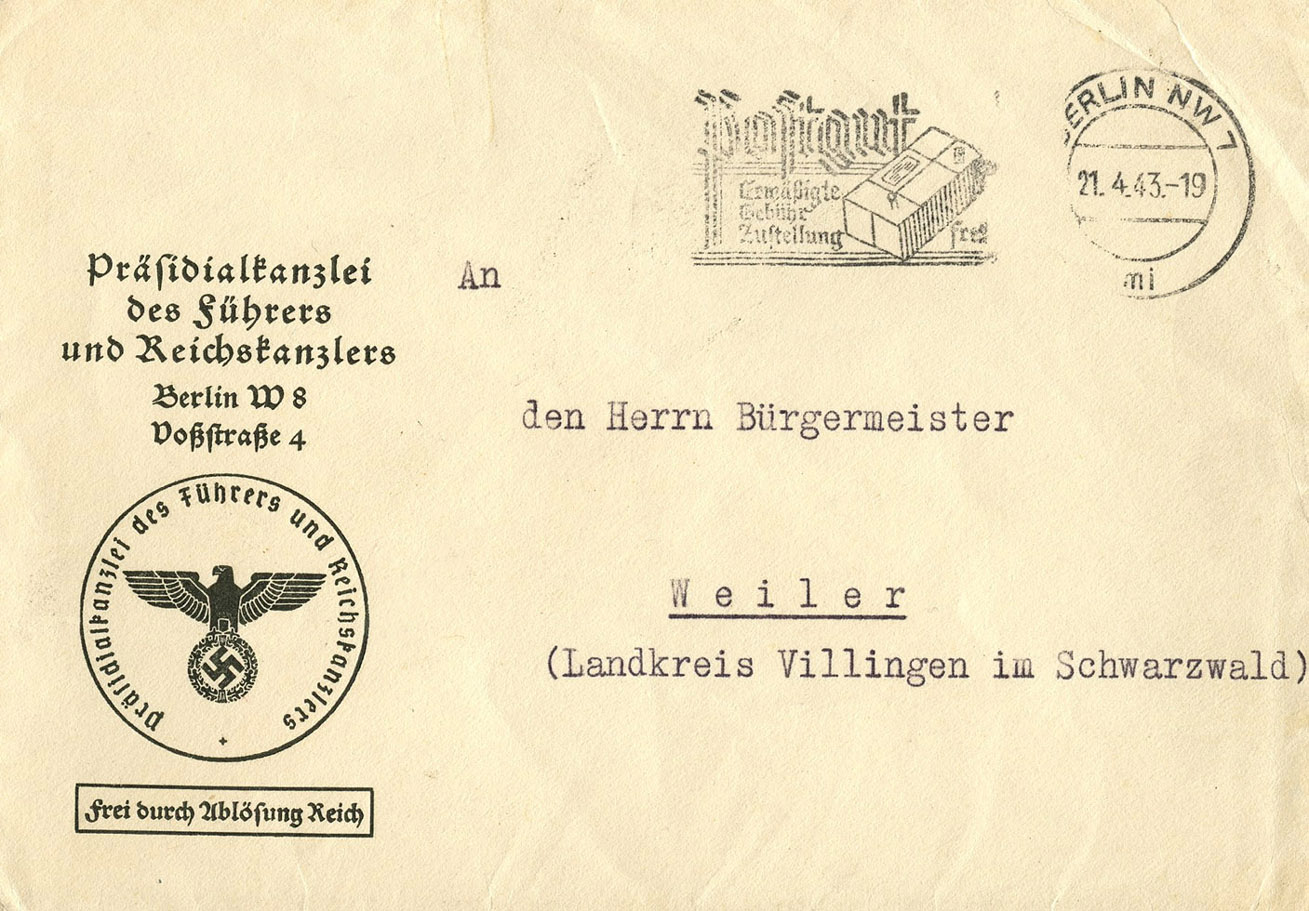 Postgut
Ermäßigte
Gebühr
Zustellung frei
BERLIN NW 7
21.4.43.-19
mi
Präsidialkanzlei
des Führers
und Reichskanzlers
Berlin W 8
Voßstraße 4
An
den Herrn Bürgermeister
Weiler
(Landkreis Villingen im Schwarzwald)
Präsidialkanzlei des Führers und Reichskanzlers
Frei durch Ablösung Reich